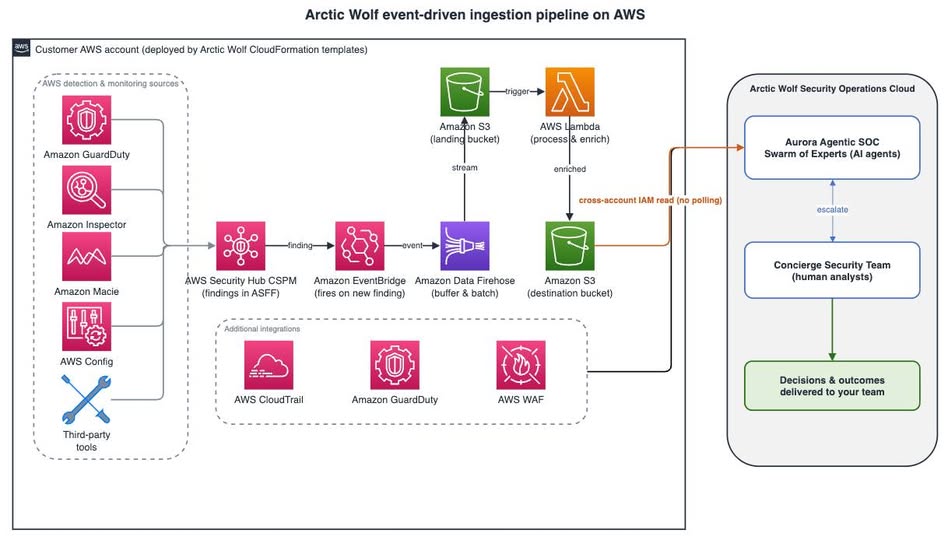 Arctic Wolf event-driven ingestion pipeline on AWS
aws
Customer AWS account (deployed by Arctic Wolf CloudFormation templates)
AWS detection & monitoring sources
Amazon GuardDuty
Amazon Inspector
Amazon Macie
AWS Config
Third-party
tools
AWS Security Hub CSPM
(findings in ASFF)
finding
Amazon EventBridge
(fires on new finding)
event
Amazon Data Firehose
(buffer & batch)
stream
Amazon S3
(landing bucket)
trigger
AWS Lambda
(process & enrich)
enriched
Amazon S3
(destination bucket)
cross-account IAM read (no polling)
Additional integrations
AWS CloudTrail
Amazon GuardDuty
AWS WAF
Arctic Wolf Security Operations Cloud
Aurora Agentic SOC
Swarm of Experts (AI agents)
escalate
Concierge Security Team
(human analysts)
Decisions & outcomes
delivered to your team